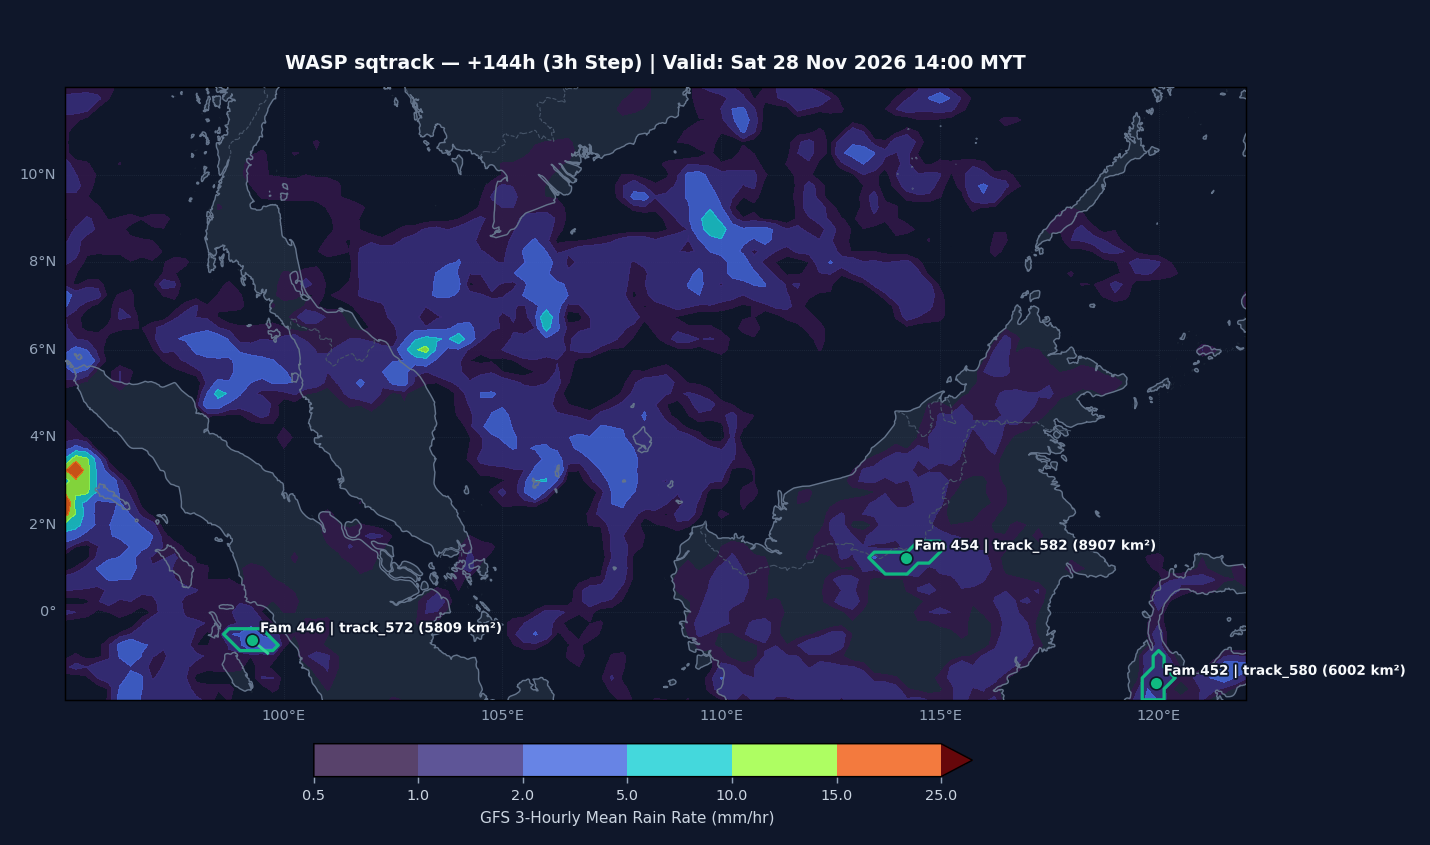 WASP sqtrack — +144h (3h Step) | Valid: Sat 28 Nov 2026 14:00 MYT
10°N
8°N
6°N
4°N
2°N
0°
Fam 454 | track_582 (8907 km²)
Fam 446 | track_572 (5809 km²)
Fam 452 | track_580 (6002 km²)
100°E 105°E 110°E 115°E 120°E
0.5 1.0 2.0 5.0 10.0 15.0 25.0
GFS 3-Hourly Mean Rain Rate (mm/hr)